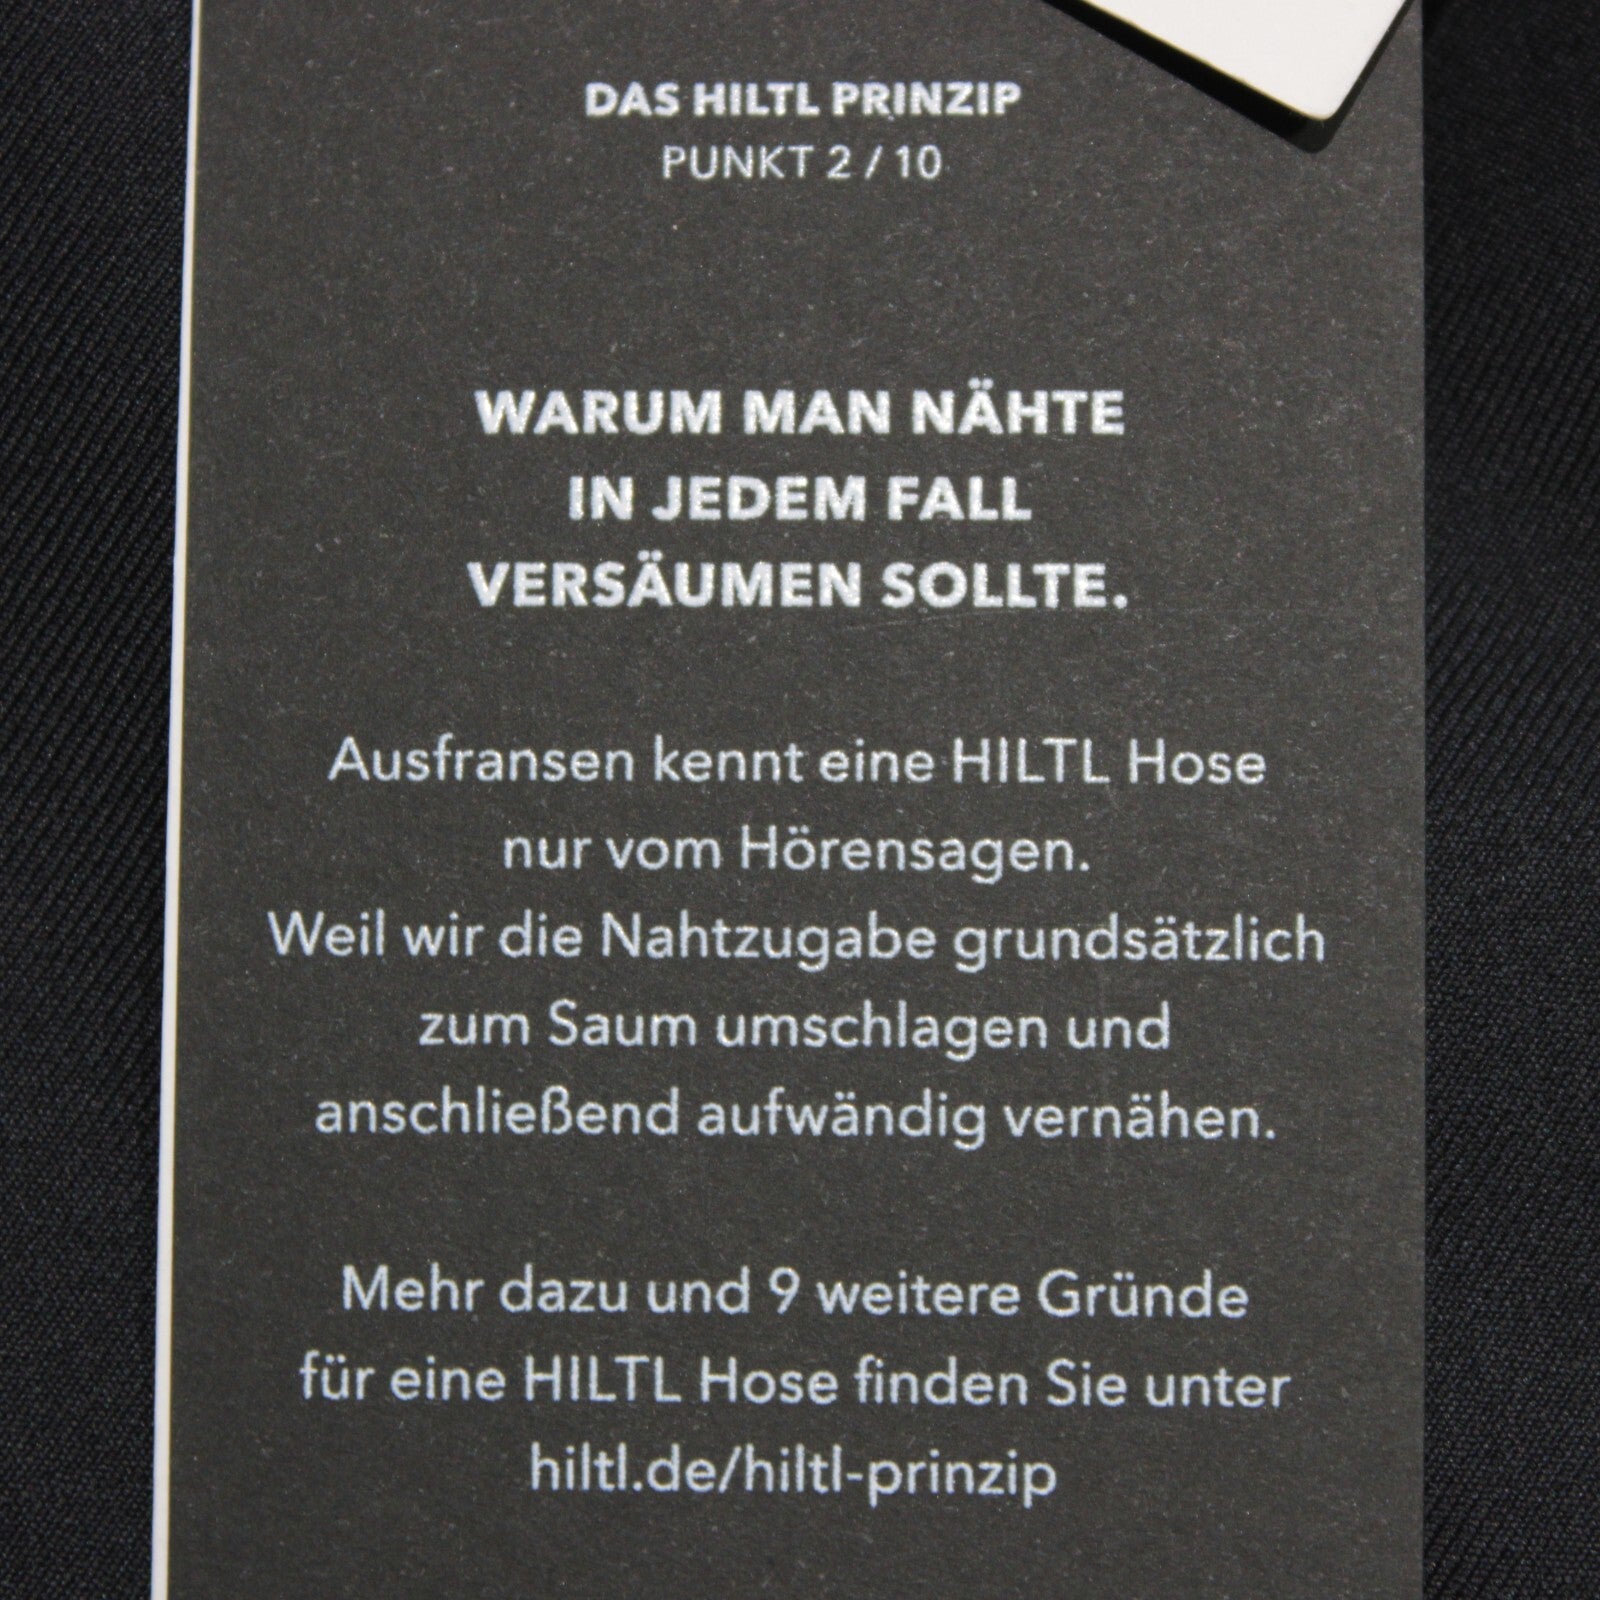 DAS HILTL PRINZIP
PUNKT 2 / 10
WARUM MAN NÄHTE
IN JEDEM FALL
VERSÄUMEN SOLLTE.
Ausfransen kennt eine HILTL Hose
nur vom Hörensagen.
Weil wir die Nahtzugabe grundsätzlich
zum Saum umschlagen und
anschließend aufwändig vernähen.
Mehr dazu und 9 weitere Gründe
für eine HILTL Hose finden Sie unter
hiltl.de/hiltl-prinzip